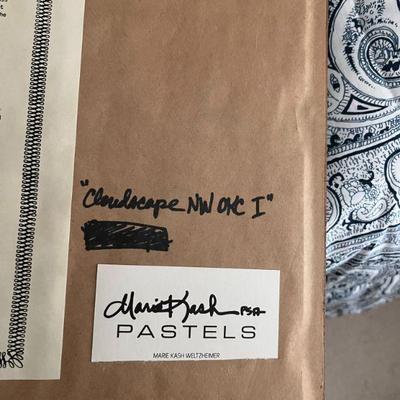 "Cloudscape NW OKC I"
Marie Kash PSA
PASTELS
MARIE KASH WELTZHEIMER